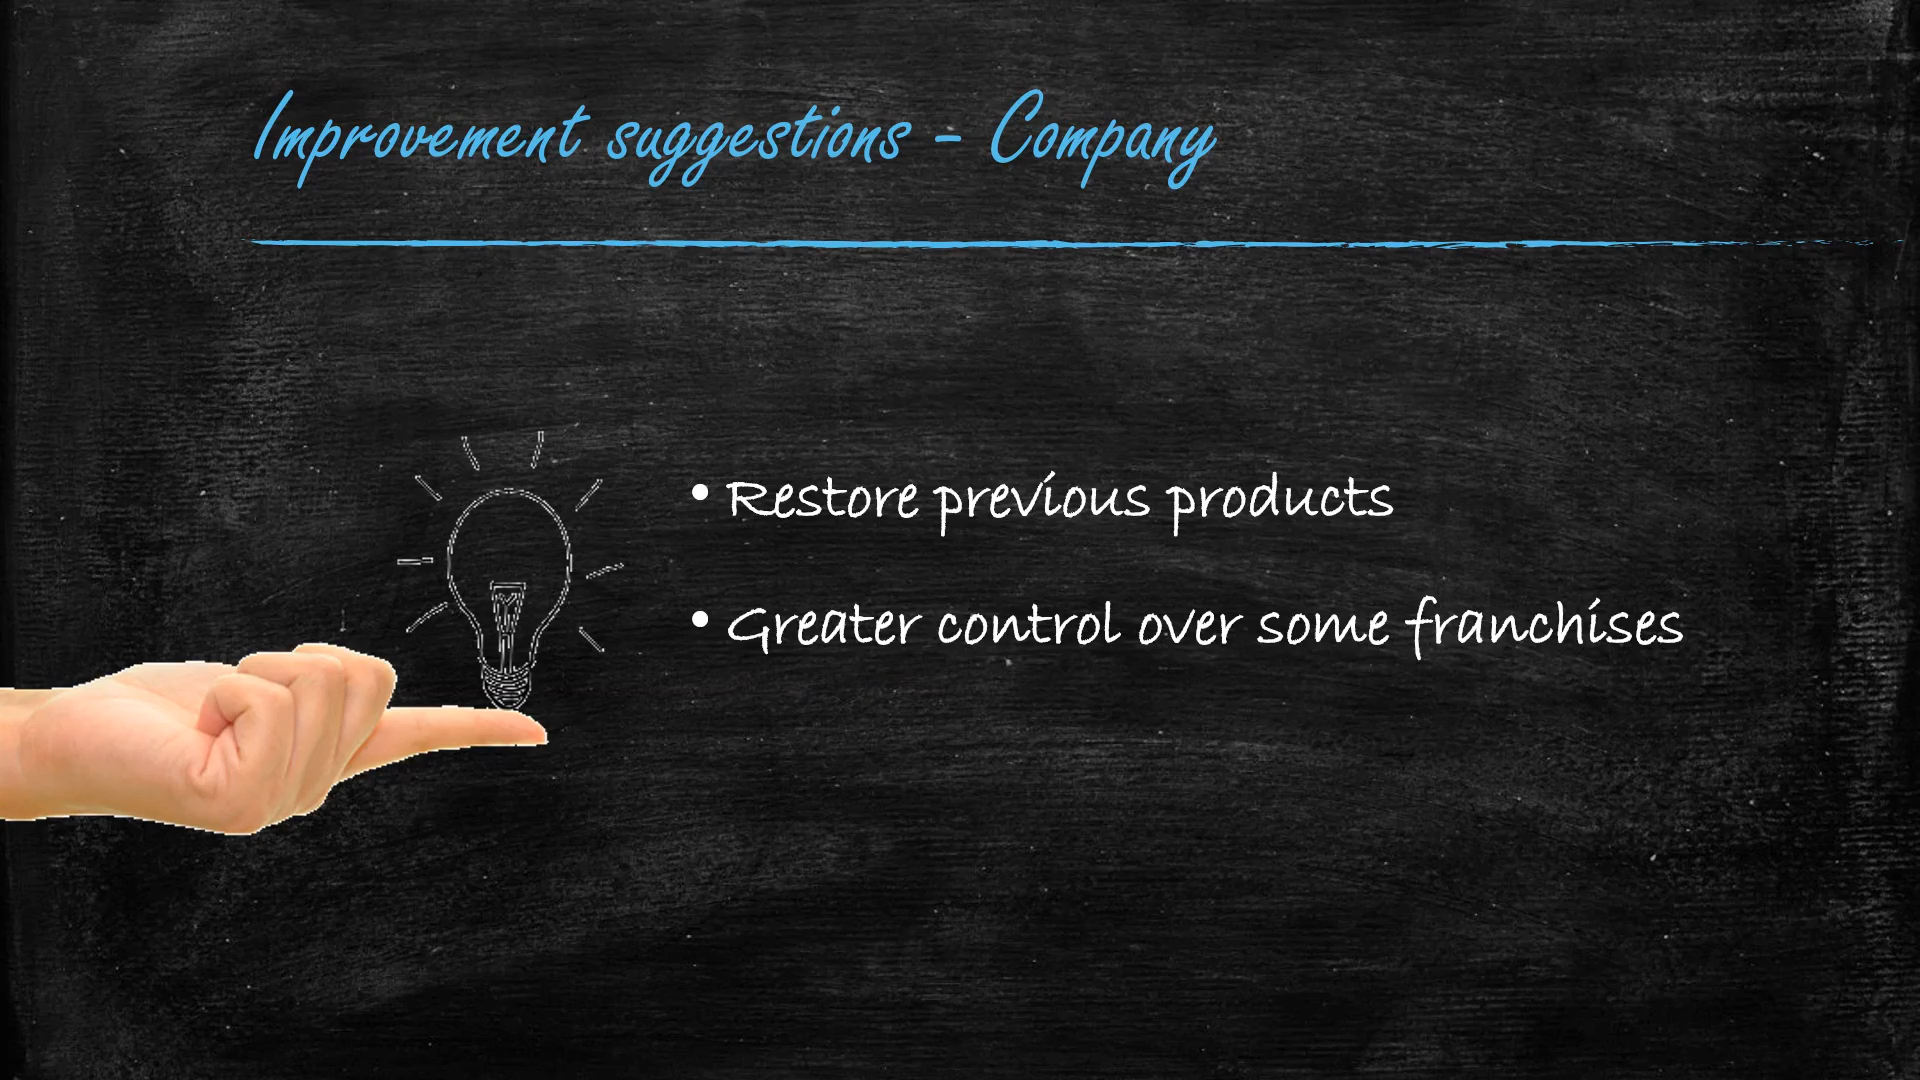 Improvement suggestions - Company
• Restore previous products
• Greater control over some franchises